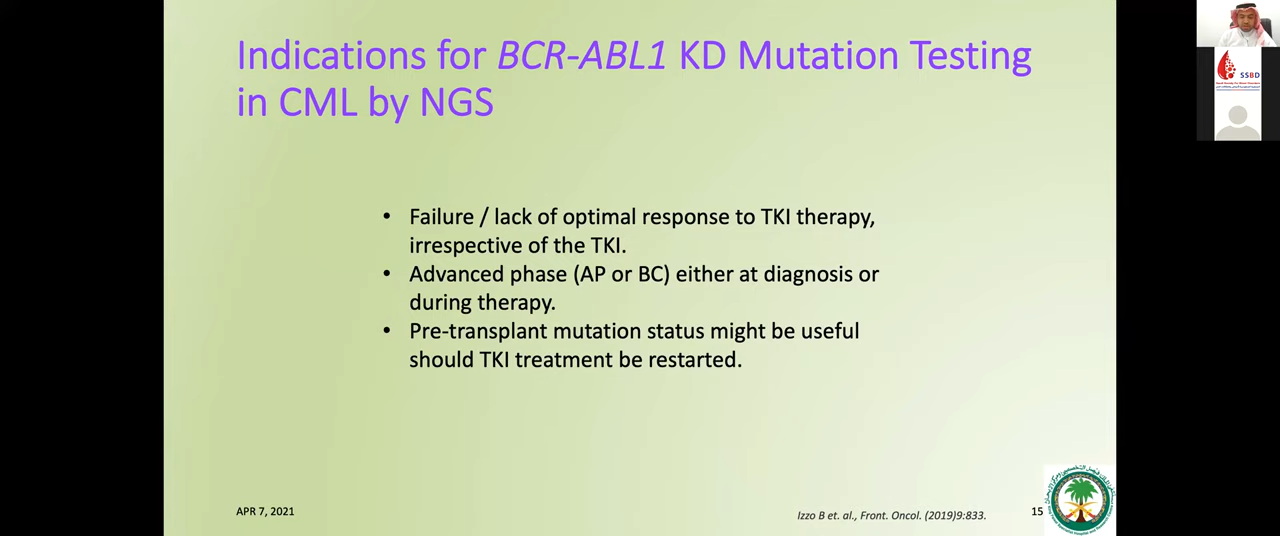 Indications for BCR-ABL1 KD Mutation Testing
in CML by NGS
• Failure / lack of optimal response to TKI therapy,
irrespective of the TKI.
• Advanced phase (AP or BC) either at diagnosis or
during therapy.
• Pre-transplant mutation status might be useful
should TKI treatment be restarted.
APR 7, 2021
Izzo B et. al., Front. Oncol. (2019)9:833.
15
SSBD